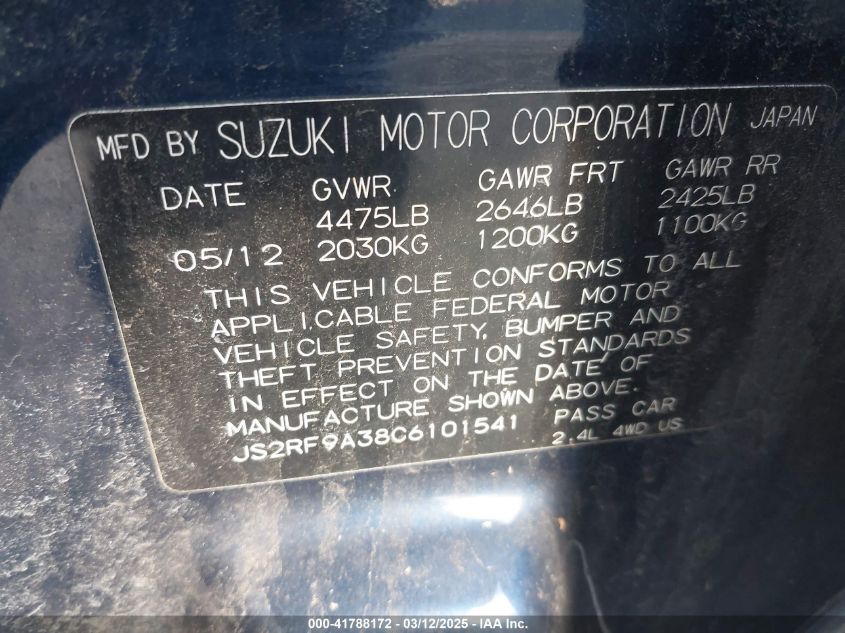 MFD BY SUZUKI MOTOR CORPORATION JAPAN
DATE GVWR GAWR FRT GAWR RR
4475LB 2646LB 2425LB
05/12 2030KG 1200KG 1100KG
THIS VEHICLE CONFORMS TO ALL
APPLICABLE FEDERAL MOTOR
VEHICLE SAFETY, BUMPER AND
THEFT PREVENTION STANDARDS
IN EFFECT ON THE DATE OF
MANUFACTURE SHOWN ABOVE.
JS2RF9A38C6101541 PASS CAR
2.4L 4WD US
000-41788172 — 03/12/2025 — IAA Inc.